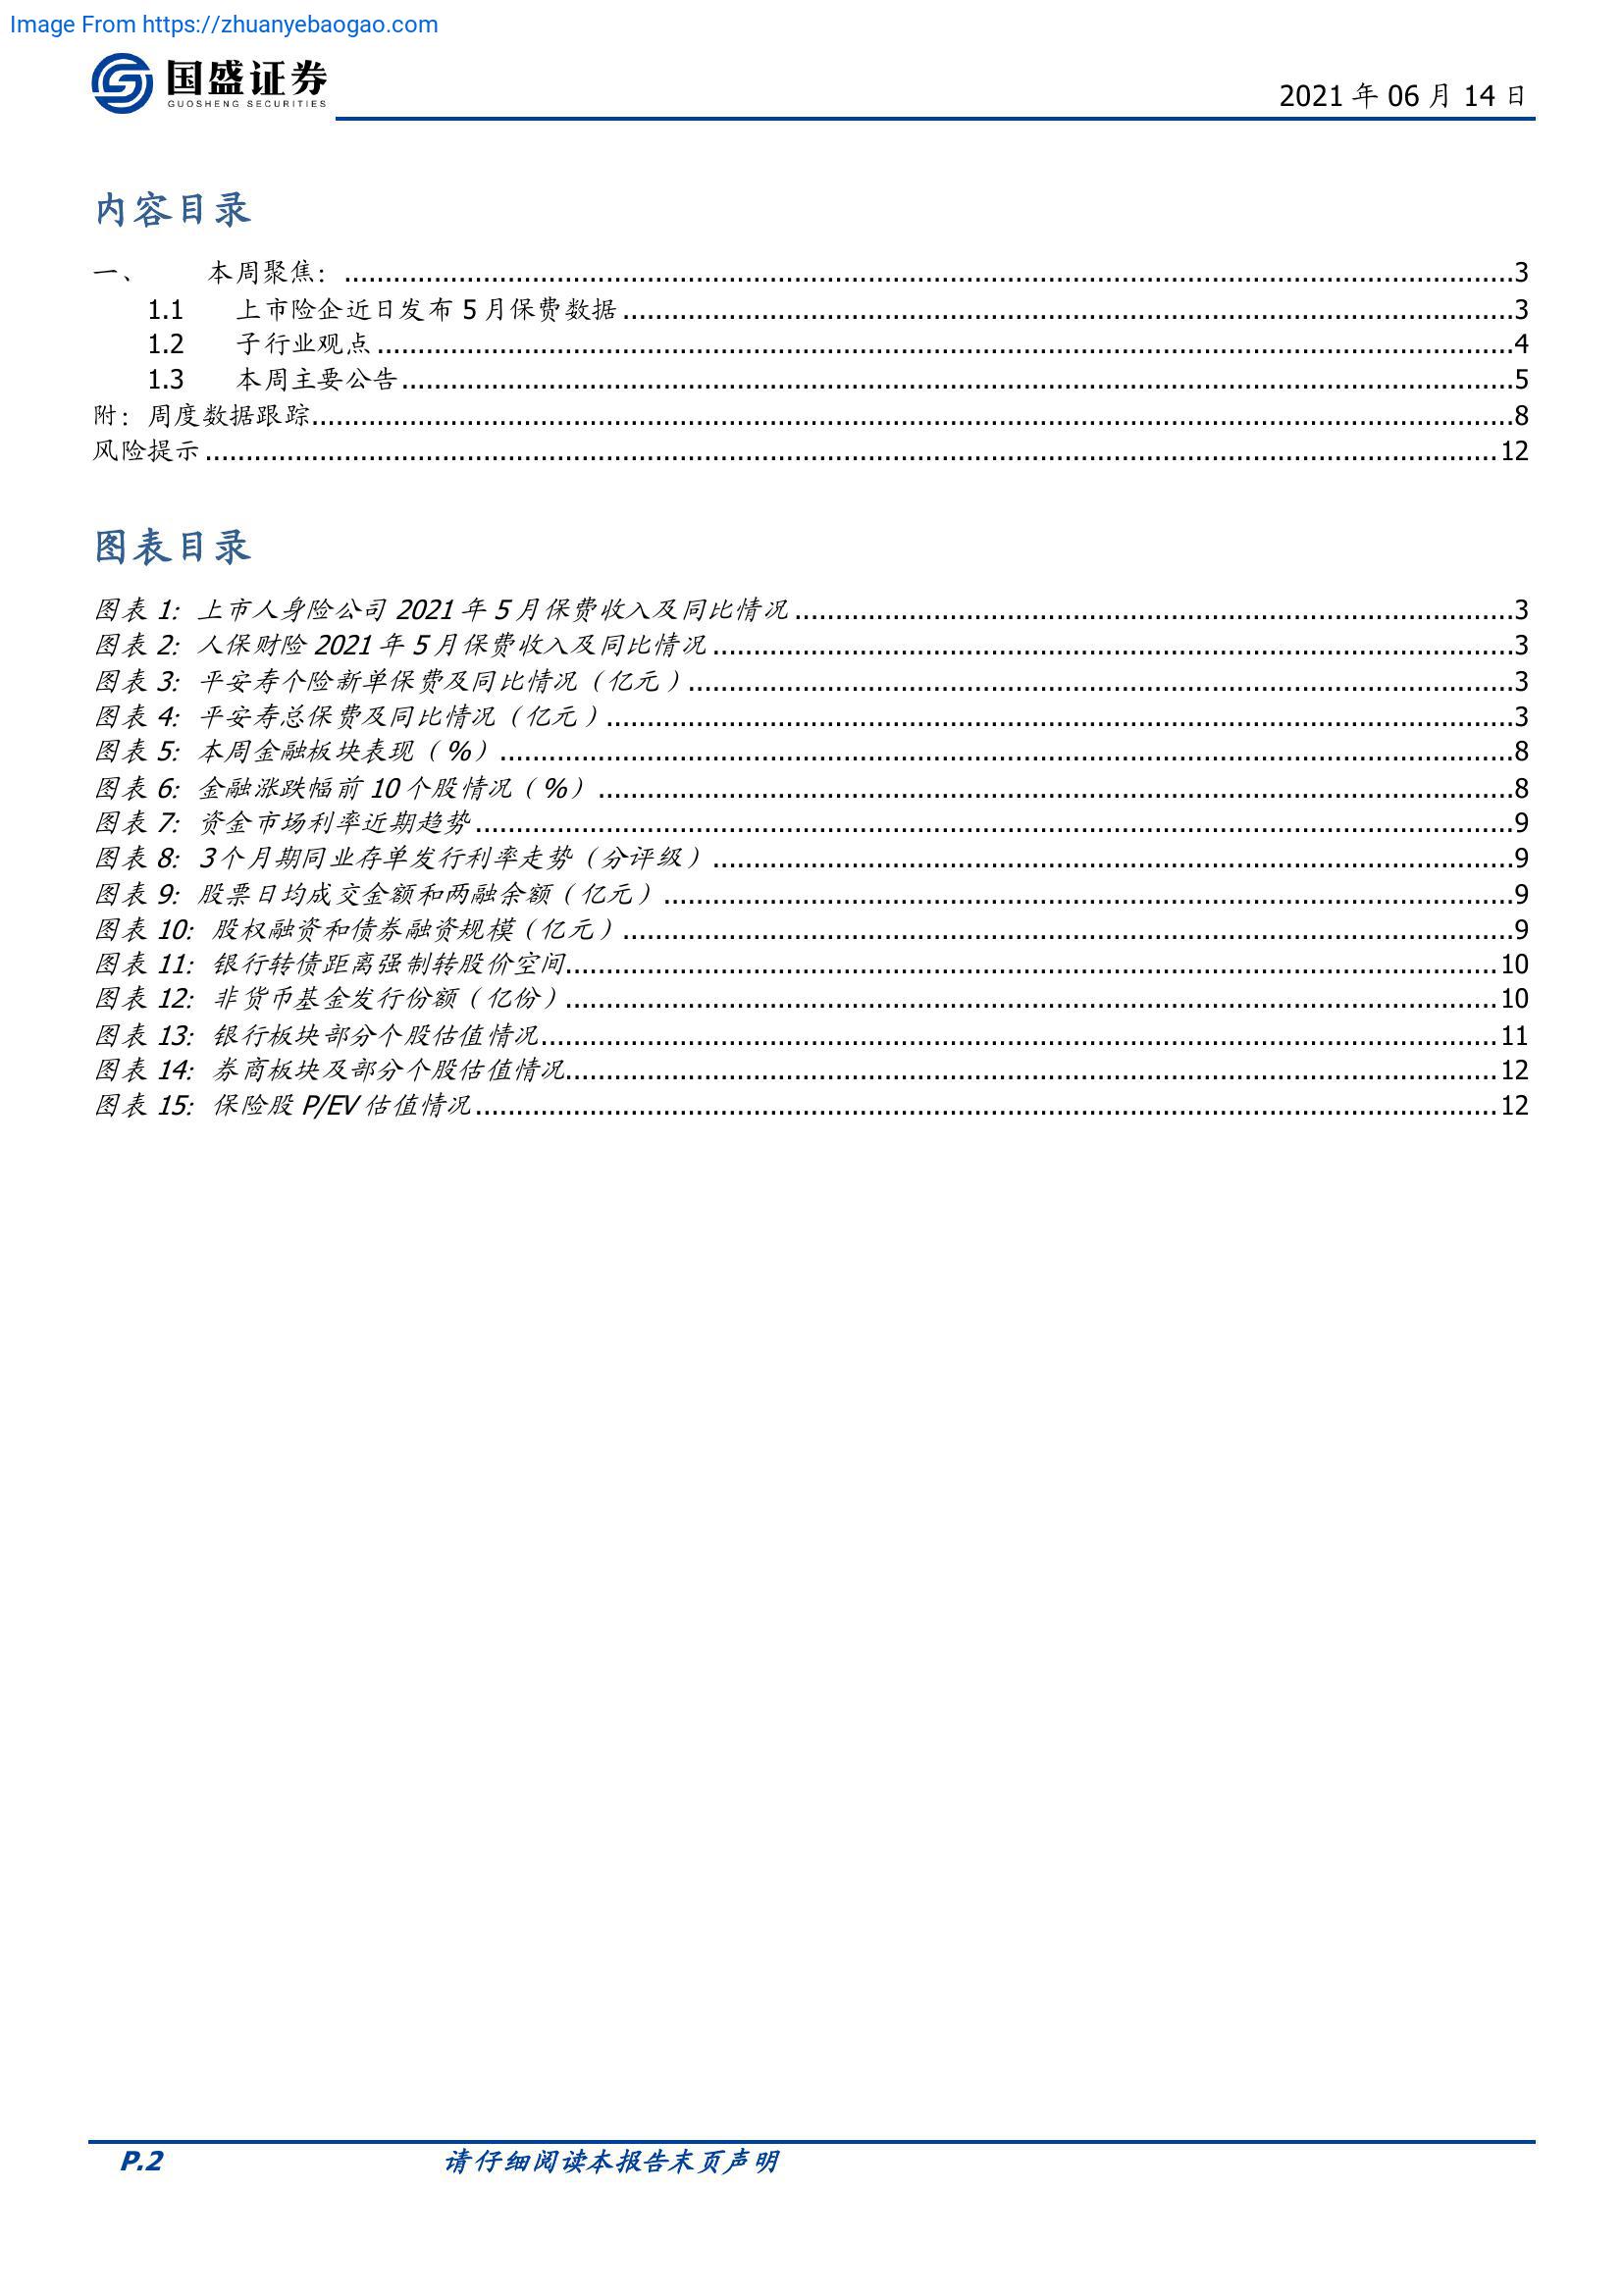 Image From https://zhuanyebaogao.com
国盛证券
GUOSHENG SECURITIES
2021 年 06 月 14 日
内容目录
一、 本周聚焦：...3
1.1 上市险企近日发布 5 月保费数据...3
1.2 子行业观点...4
1.3 本周主要公告...5
附：周度数据跟踪...8
风险提示...12
图表目录
图表 1：上市人身险公司 2021 年 5 月保费收入及同比情况...3
图表 2：人保财险 2021 年 5 月保费收入及同比情况...3
图表 3：平安寿个险新单保费及同比情况（亿元）...3
图表 4：平安寿总保费及同比情况（亿元）...3
图表 5：本周金融板块表现（%）...8
图表 6：金融涨跌幅前 10 个股情况（%）...8
图表 7：资金市场利率近期趋势...9
图表 8：3 个月期同业存单发行利率走势（分评级）...9
图表 9：股票日均成交金额和两融余额（亿元）...9
图表 10：股权融资和债券融资规模（亿元）...9
图表 11：银行转债距离强制转股价空间...10
图表 12：非货币基金发行份额（亿份）...10
图表 13：银行板块部分个股估值情况...11
图表 14：券商板块及部分个股估值情况...12
图表 15：保险股 P/EV 估值情况...12
P.2 请仔细阅读本报告末页声明